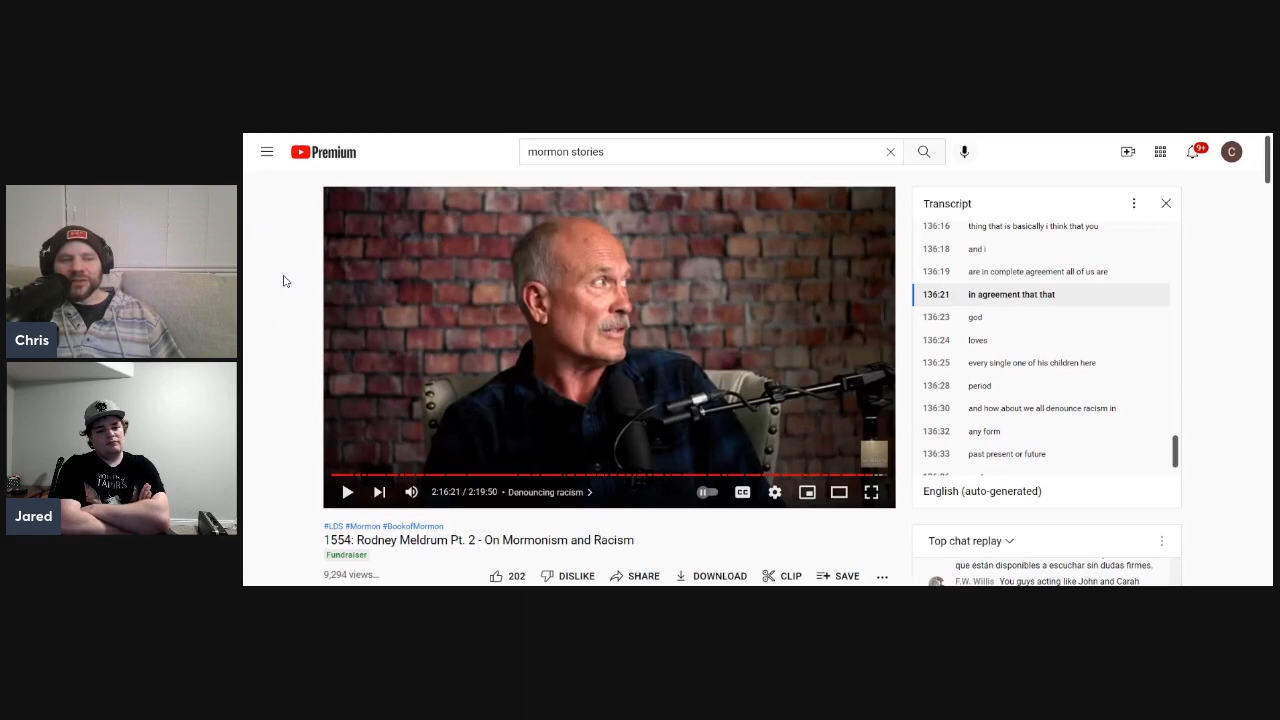 Premium
mormon stories
9+
C
Chris
Jared
Transcript
136:16 thing that is basically i think that you
136:18 and i
136:19 are in complete agreement all of us are
136:21 in agreement that that
136:23 god
136:24 loves
136:25 every single one of his children here
136:28 period
136:30 and how about we all denounce racism in
136:32 any form
136:33 past present or future
English (auto-generated)
2:16:21 / 2:19:50 • Denouncing racism
CC
#LDS #Mormon #BookofMormon
1554: Rodney Meldrum Pt. 2 - On Mormonism and Racism
Fundraiser
9,294 views...
202 DISLIKE SHARE DOWNLOAD CLIP SAVE
Top chat replay
que están disponibles a escuchar sin dudas firmes.
F.W. Willis You guys acting like John and Carah